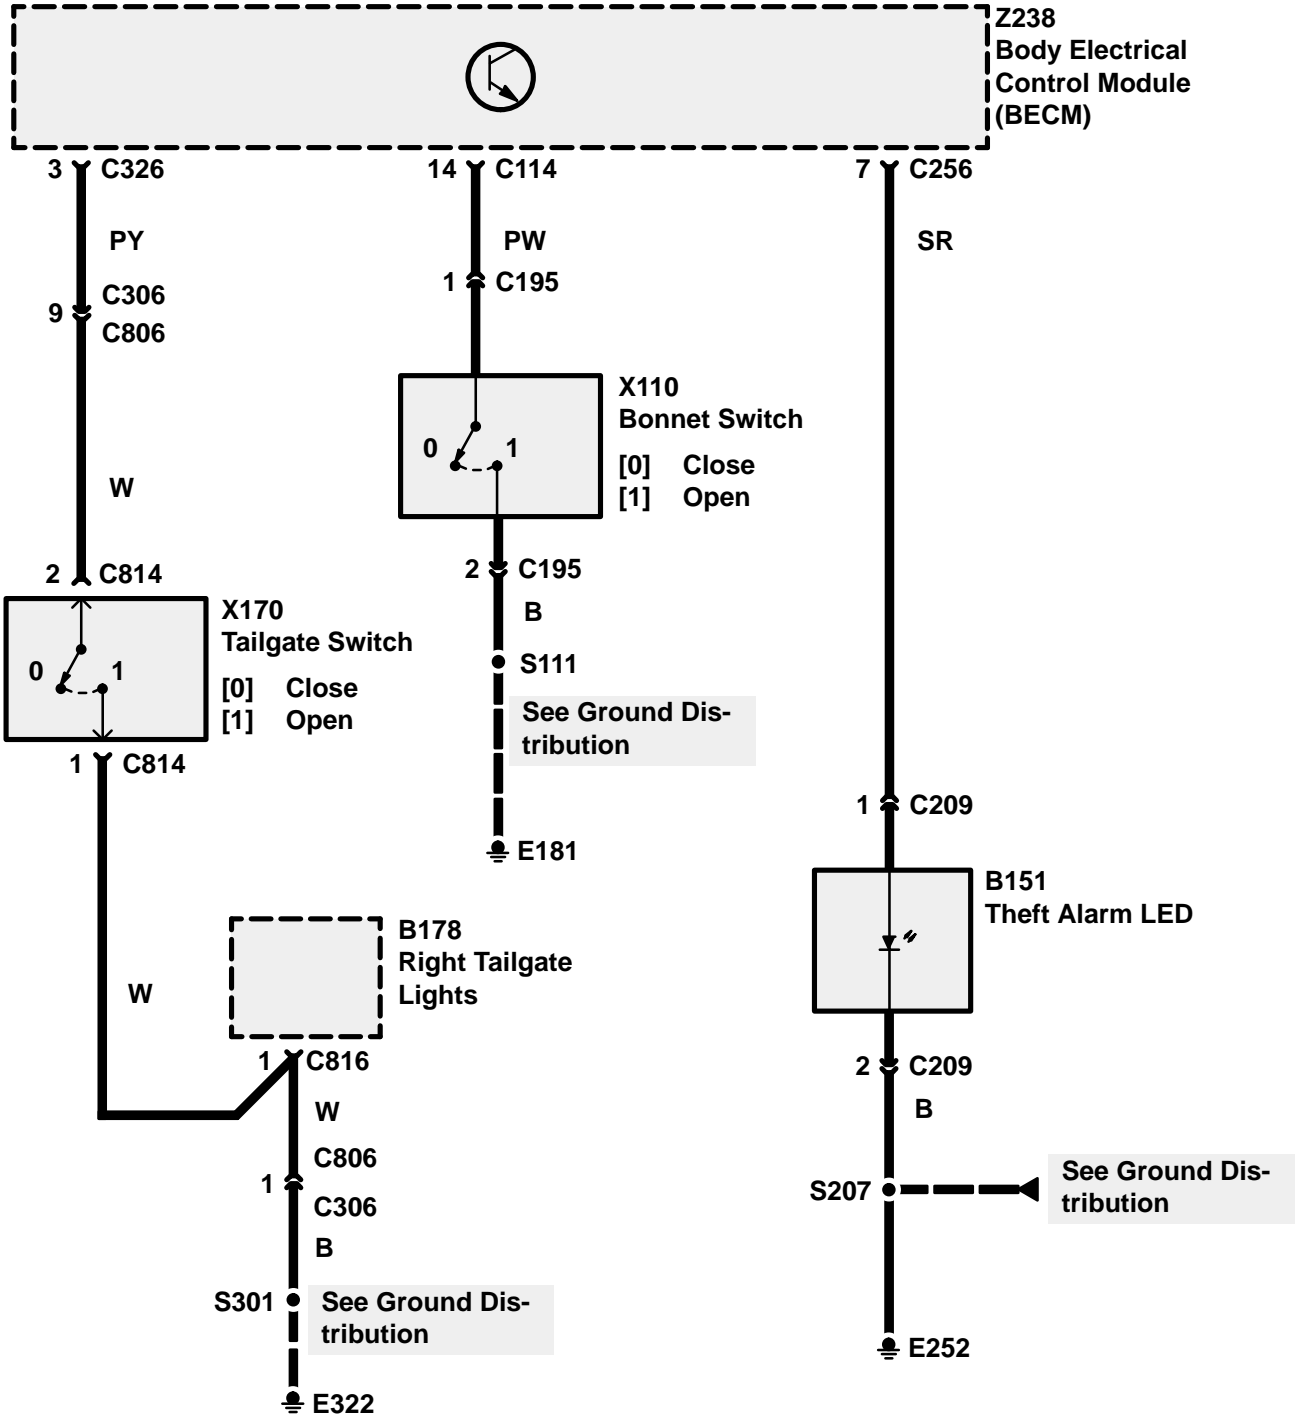 Z238
Body Electrical
Control Module
(BECM)
3 C326
14 C114
7 C256
PY
PW
SR
1 C195
C306
9
C806
X110
Bonnet Switch
0 1
[0] Close
[1] Open
W
2 C814
2 C195
B
X170
Tailgate Switch
0 1
[0] Close
[1] Open
S111
See Ground Dis-
tribution
1 C814
1 C209
E181
B151
Theft Alarm LED
B178
Right Tailgate
Lights
W
1 C816
2 C209
W
B
C806
1
C306
See Ground Dis-
tribution
S207
B
S301
See Ground Dis-
tribution
E252
E322